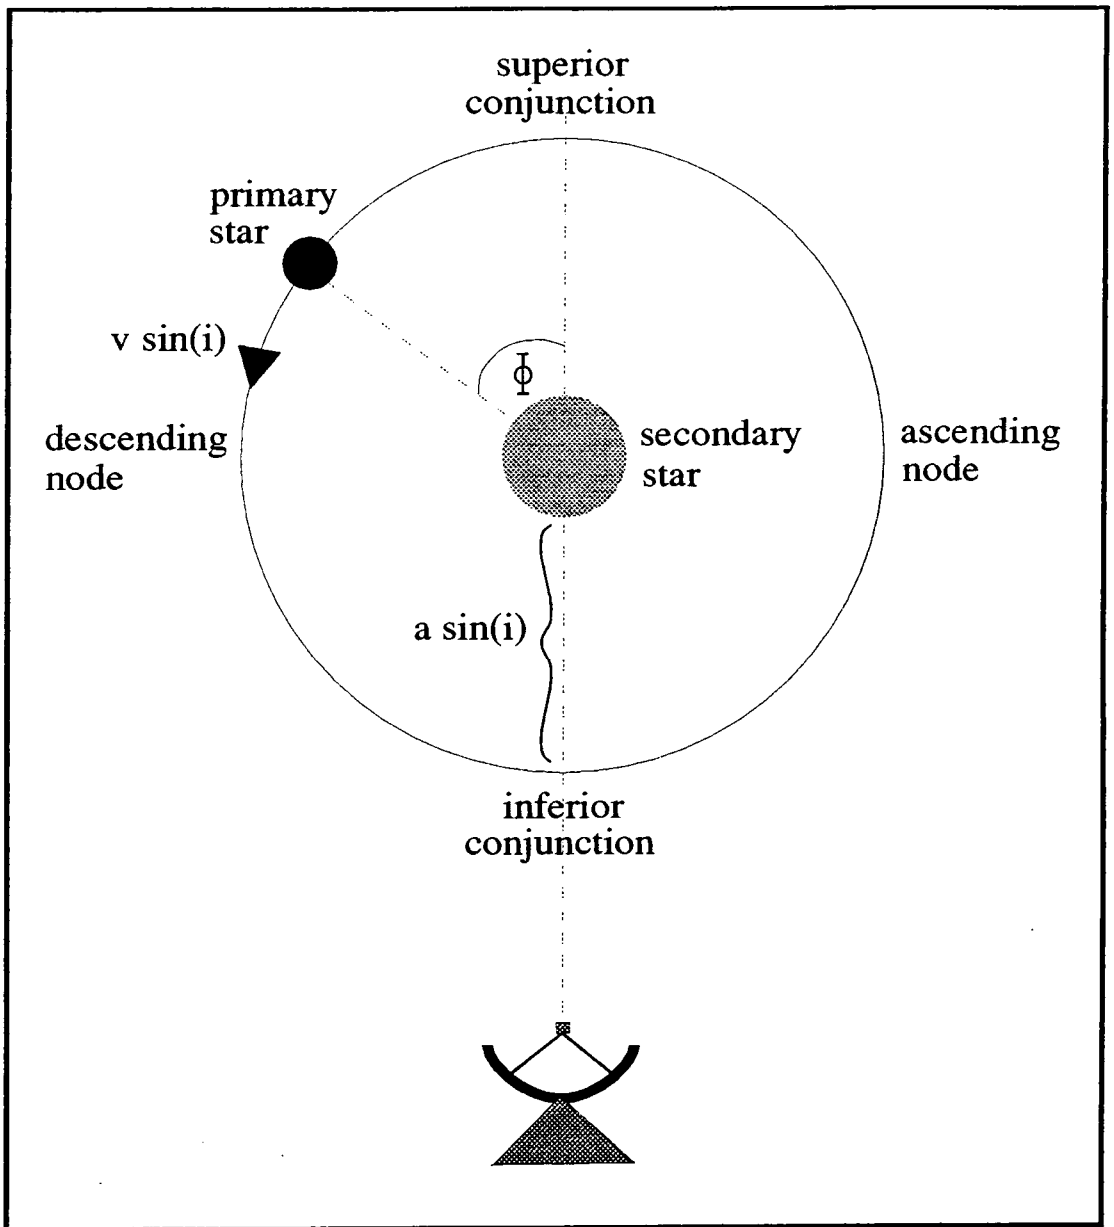 superior
conjunction
primary
star
v sin(i)
Φ
descending
node
secondary
star
ascending
node
a sin(i)
inferior
conjunction